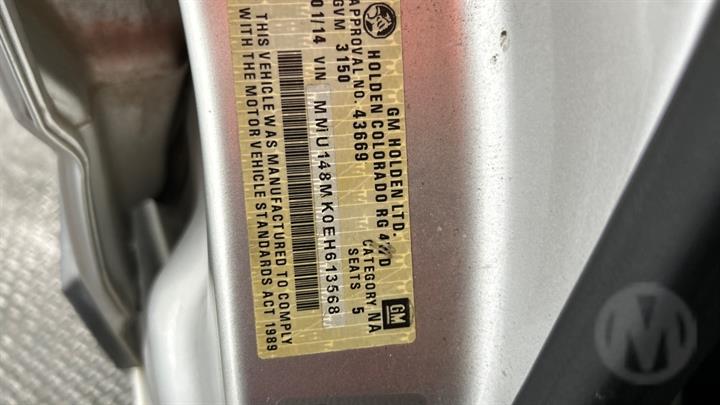 GM HOLDEN LTD.
HOLDEN COLORADO RG 4WD
APPROVAL NO. 43669 CATEGORY NA
GVM 3150 SEATS 5
01/14 VIN MMU148MK0EH613568
THIS VEHICLE WAS MANUFACTURED TO COMPLY
WITH THE MOTOR VEHICLE STANDARDS ACT 1989
GM
M